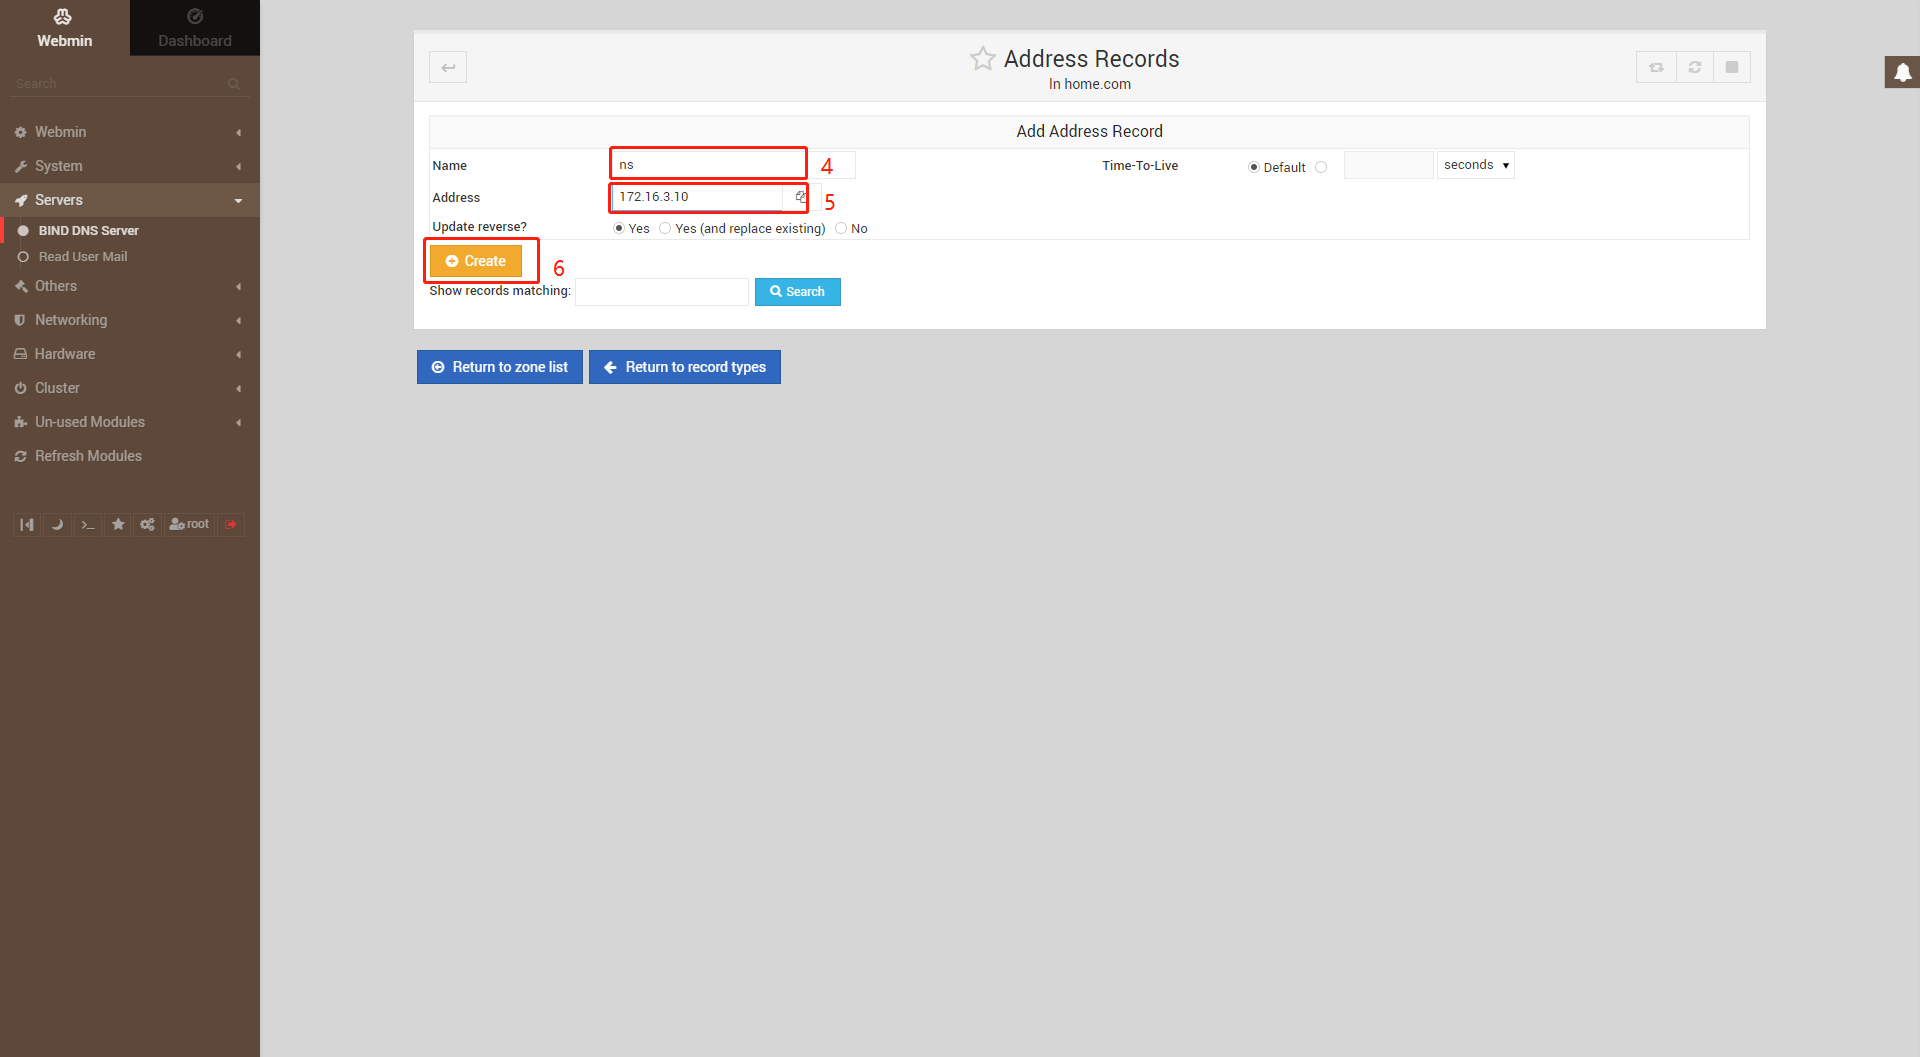 Webmin
Dashboard
Search
Webmin
System
Servers
BIND DNS Server
Read User Mail
Others
Networking
Hardware
Cluster
Un-used Modules
Refresh Modules
root
Address Records
In home.com
Add Address Record
Name ns 4 Time-To-Live Default seconds
Address 172.16.3.10 5
Update reverse? Yes Yes (and replace existing) No
Create 6
Show records matching: Search
Return to zone list Return to record types